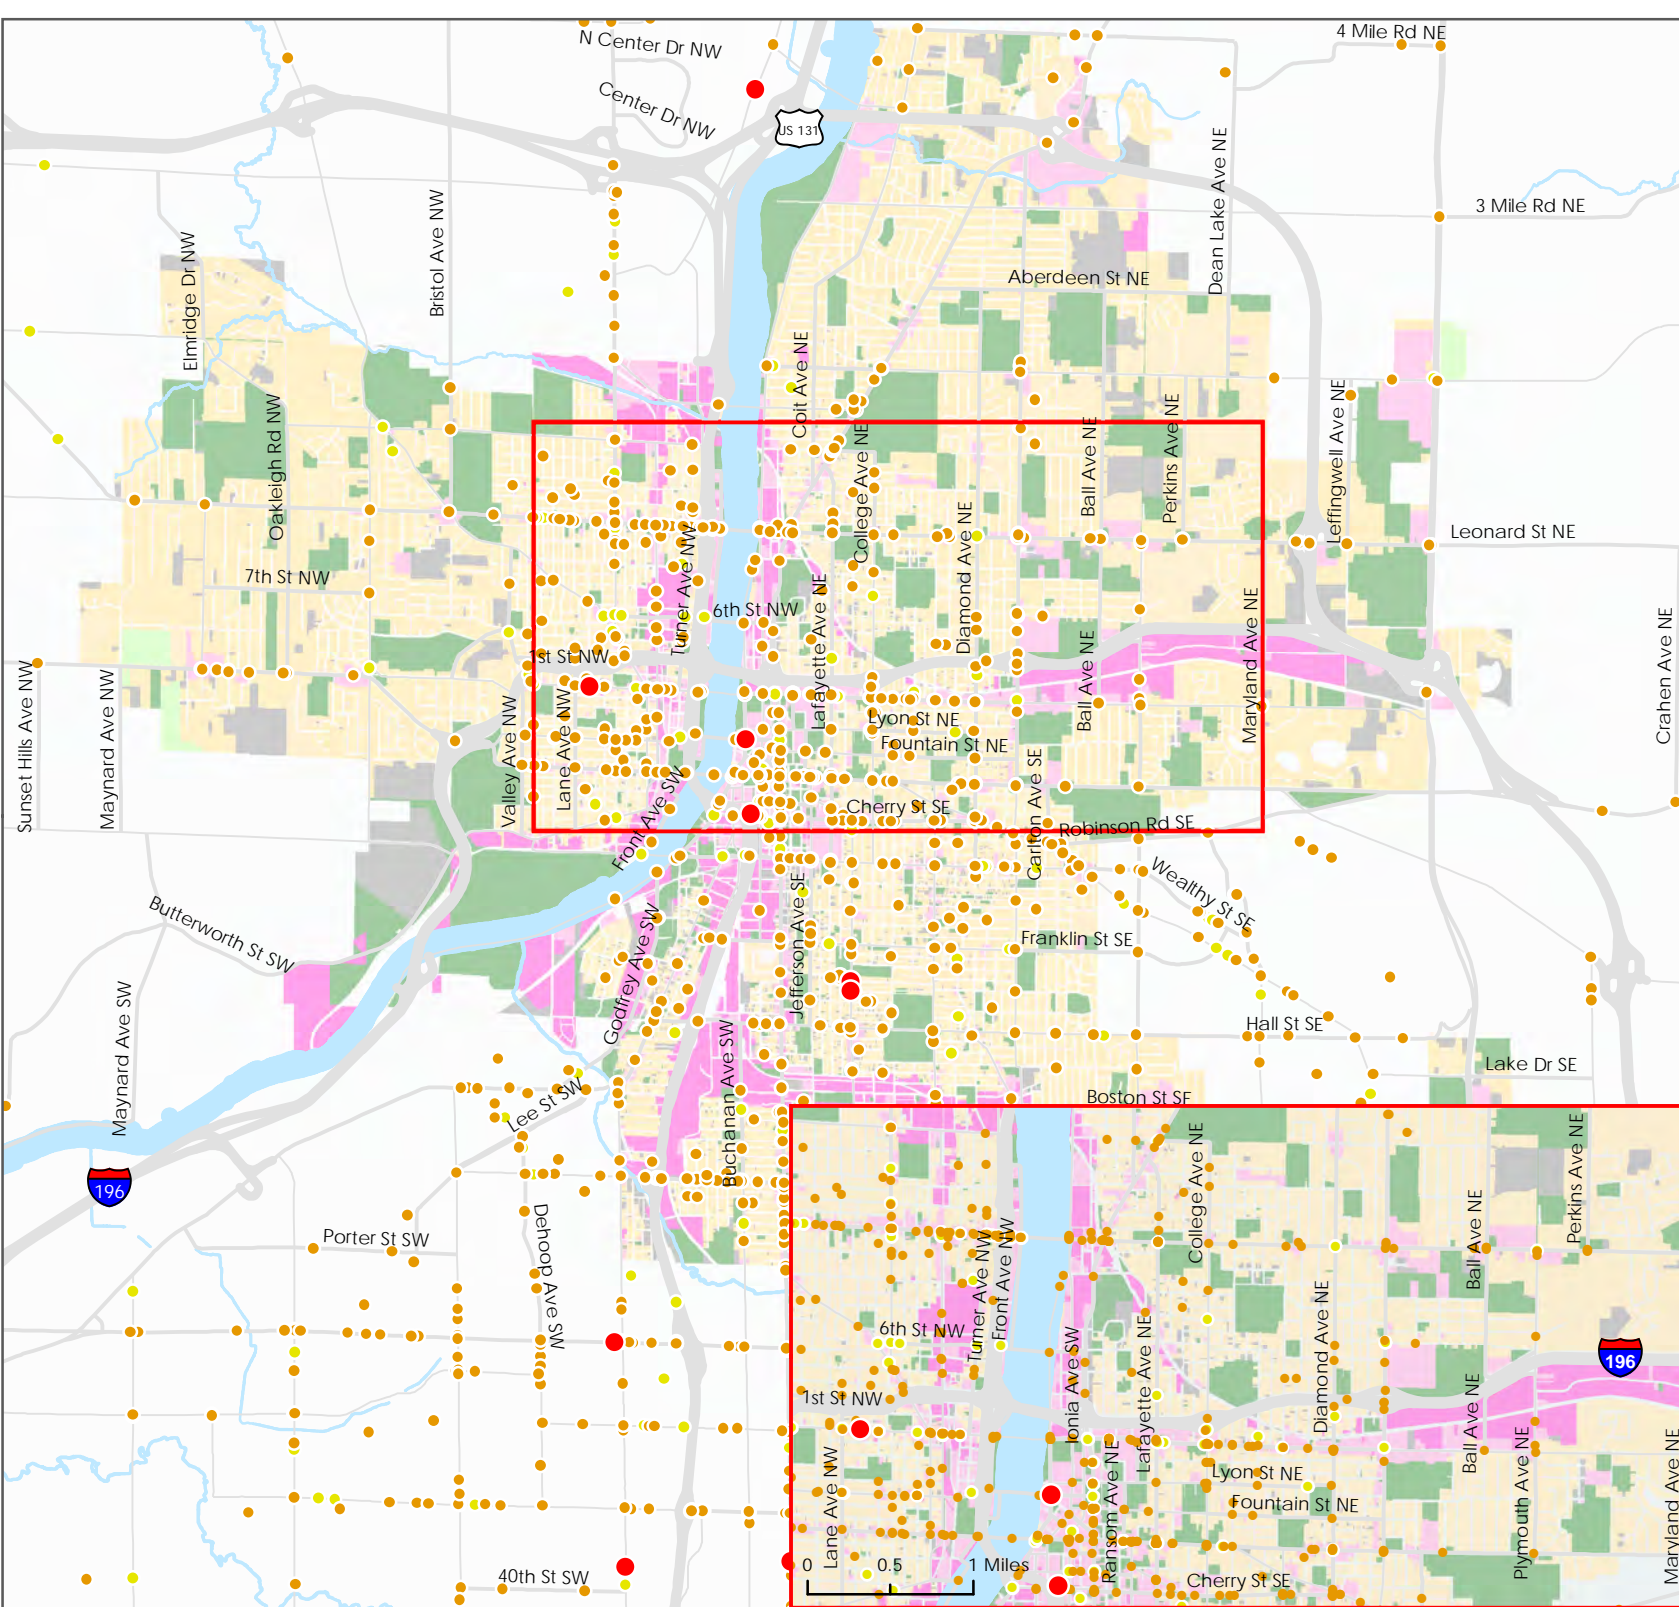 N Center Dr NW
4 Mile Rd NE
Center Dr NW
US 131
Dean Lake Ave NE
Bristol Ave NW
3 Mile Rd NE
Elmridge Dr NW
Aberdeen St NE
Coit Ave NE
Oakleigh Rd NW
College Ave NE
Ball Ave NE
Perkins Ave NE
Leffingwell Ave NE
Diamond Ave NE
Leonard St NE
7th St NW
Turner Ave NW
6th St NW
Lafayette Ave NE
Ball Ave NE
Maryland Ave NE
Crahen Ave NE
1st St NW
Sunset Hills Ave NW
Maynard Ave NW
Valley Ave NW
Lane Ave NW
Lyon St NE
Fountain St NE
Front Ave SW
Cherry St SE
Carlton Ave SE
Robinson Rd SE
Wealthy St SE
Butterworth St SW
Godfrey Ave SW
Jefferson Ave SE
Franklin St SE
Maynard Ave SW
Buchanan Ave SW
Hall St SE
Lake Dr SE
Lee St SW
Boston St SE
196
Porter St SW
Dehoop Ave SW
40th St SW
College Ave NE
Perkins Ave NE
Ball Ave NE
Turner Ave NW
Front Ave NW
6th St NW
Ionia Ave SW
Lafayette Ave NE
Diamond Ave NE
196
1st St NW
Lane Ave NW
Ransom Ave NE
Lyon St NE
Fountain St NE
Ball Ave NE
Plymouth Ave NE
Maryland Ave NE
Cherry St SE
0 0.5 1 Miles